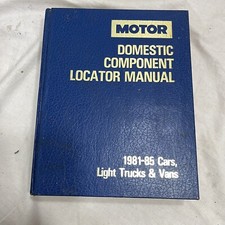 MOTOR
DOMESTIC
COMPONENT
LOCATOR MANUAL
1981-85 Cars,
Light Trucks & Vans